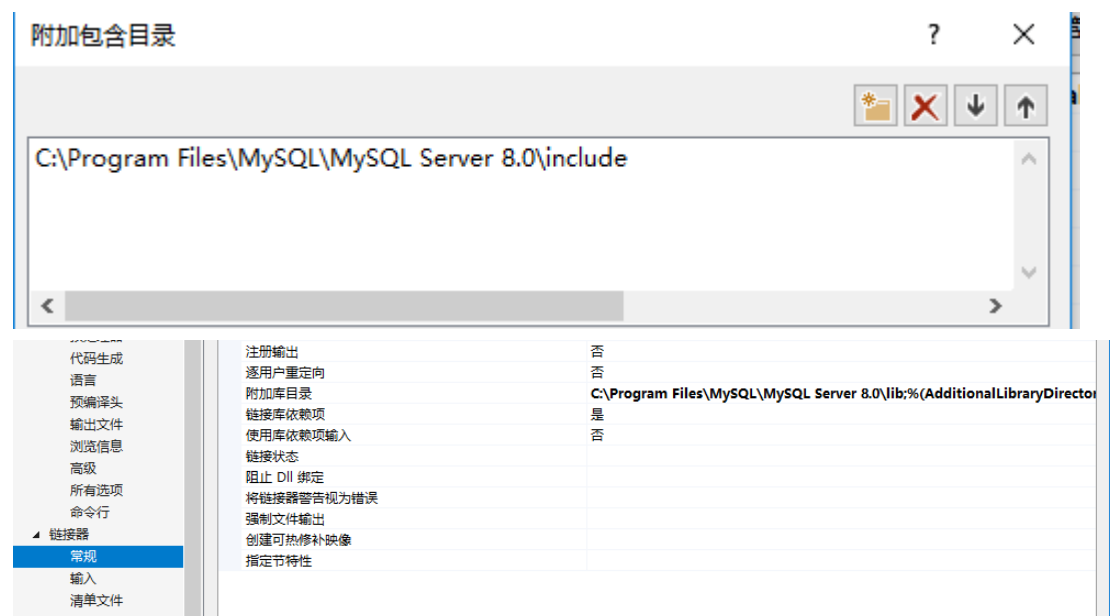 附加包含目录
?
C:\Program Files\MySQL\MySQL Server 8.0\include
代码生成
语言
预编译头
输出文件
浏览信息
高级
所有选项
命令行
链接器
常规
输入
清单文件
注册输出 否
逐用户重定向 否
附加库目录 C:\Program Files\MySQL\MySQL Server 8.0\lib;%(AdditionalLibraryDirector
链接库依赖项 是
使用库依赖项输入 否
链接状态
阻止 Dll 绑定
将链接器警告视为错误
强制文件输出
创建可热修补映像
指定节特性